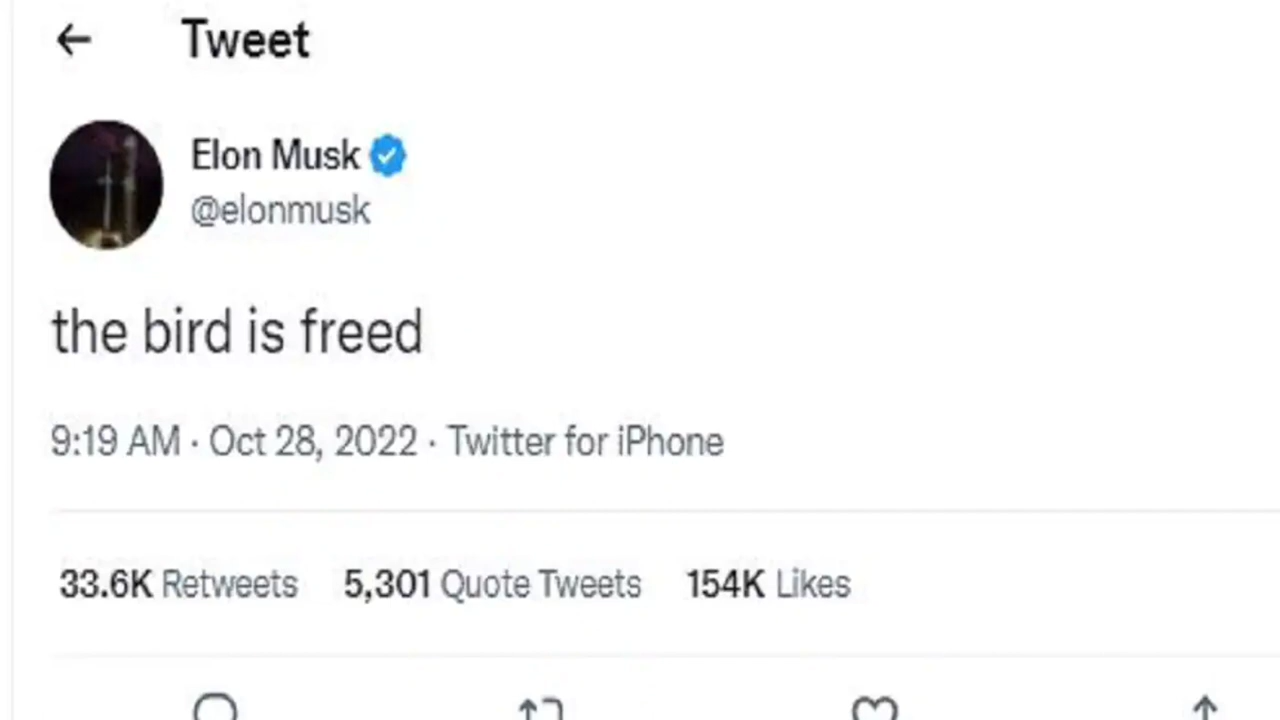 Tweet
Elon Musk
@elonmusk
the bird is freed
9:19 AM · Oct 28, 2022 · Twitter for iPhone
33.6K Retweets 5,301 Quote Tweets 154K Likes